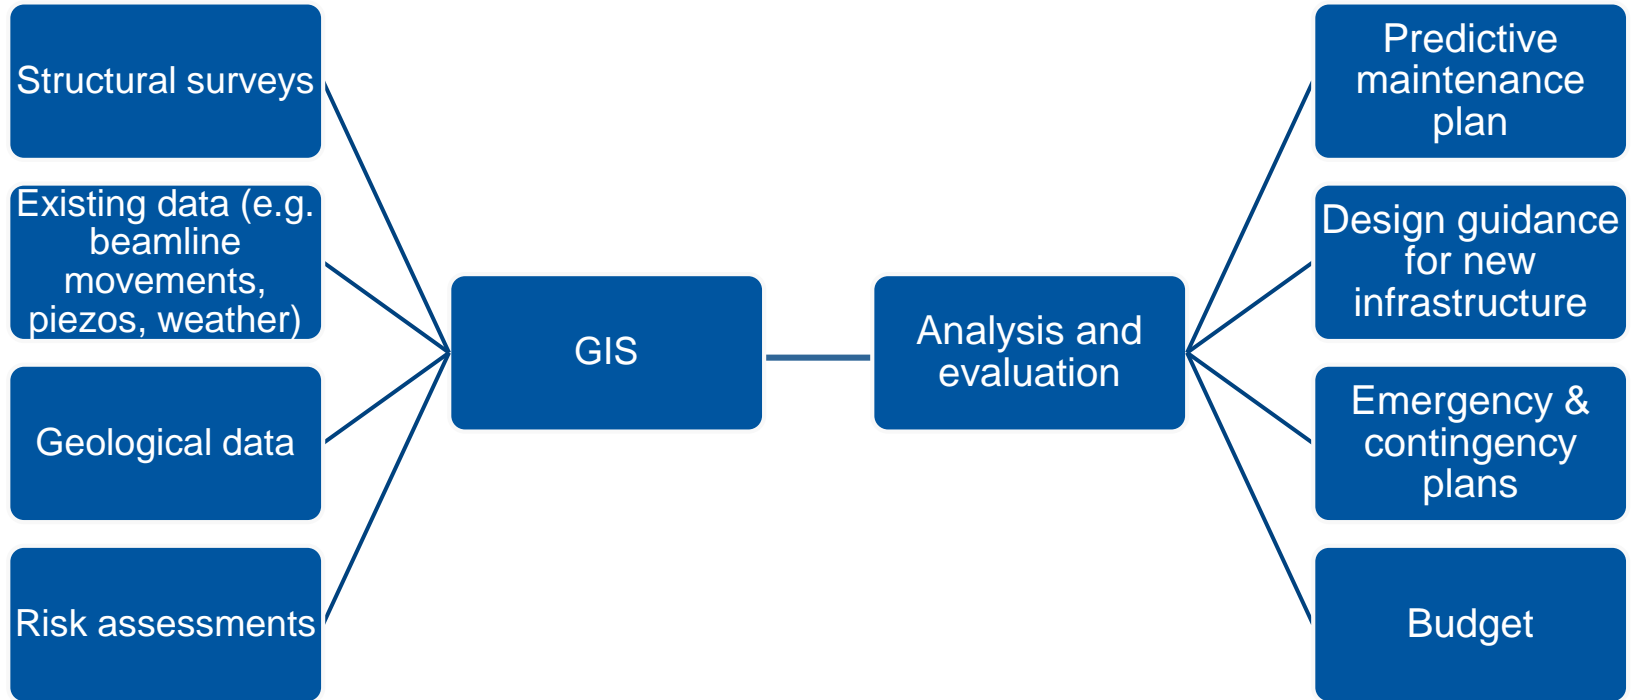 Structural surveys
Existing data (e.g.
beamline
movements,
piezos, weather)
Geological data
Risk assessments
GIS
Analysis and
evaluation
Predictive
maintenance
plan
Design guidance
for new
infrastructure
Emergency &
contingency
plans
Budget